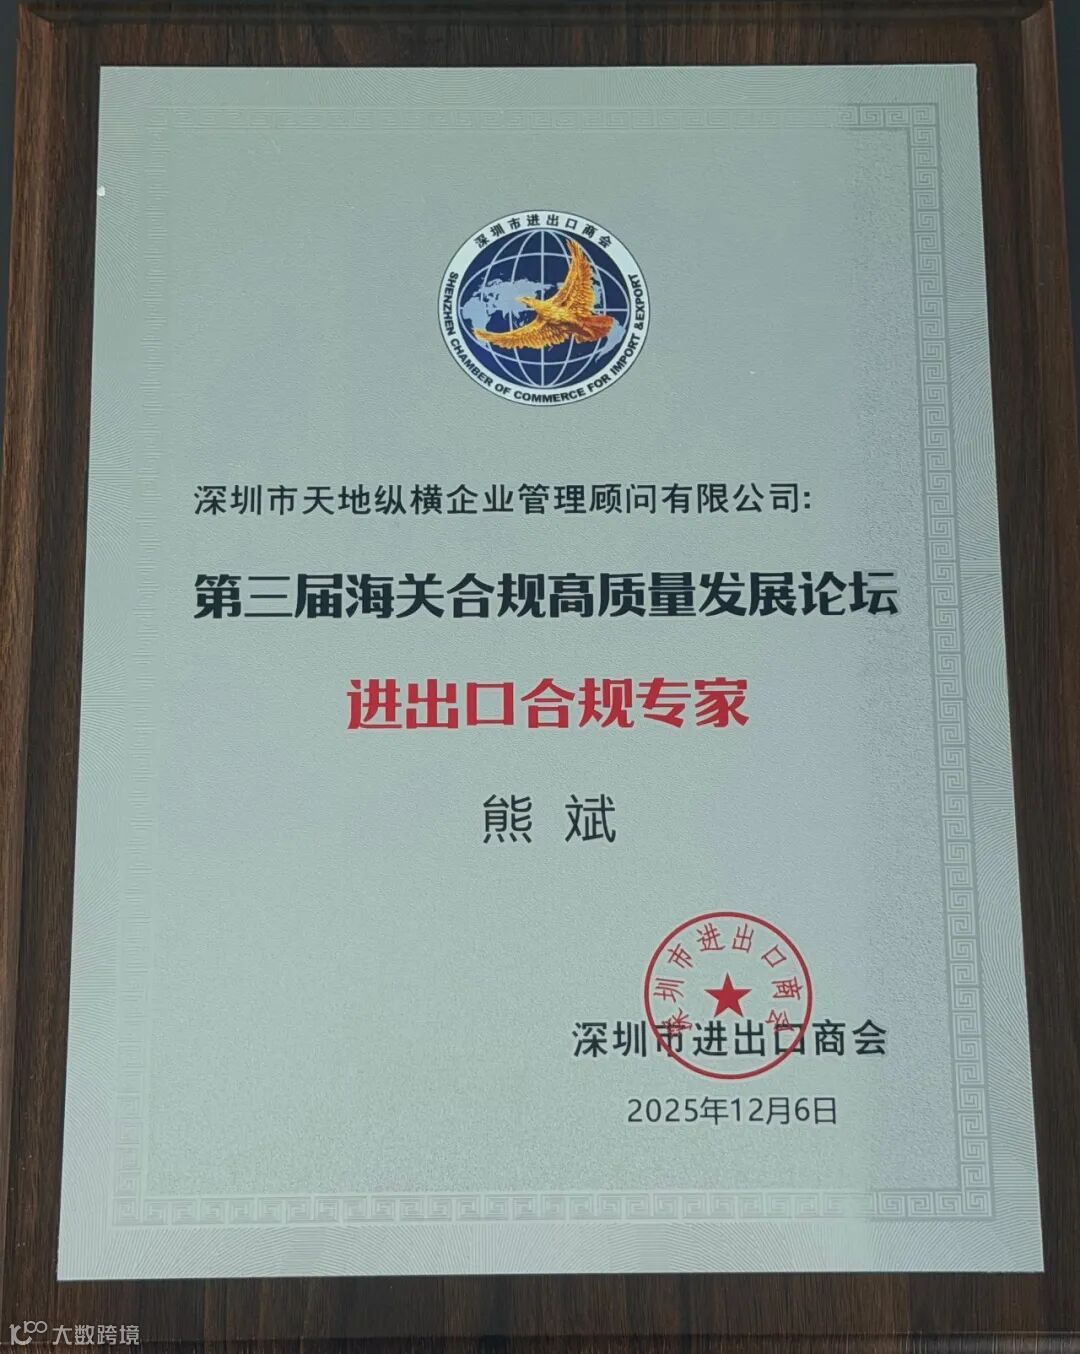 深圳市进出口商会
SHENZHEN CHAMBER OF COMMERCE FOR IMPORT &EXPORT
深圳市天地纵横企业管理顾问有限公司:
第三届海关合规高质量发展论坛
进出口合规专家
熊 斌
深圳市进出口商会
深圳市进出口商会
2025年12月6日
大数跨境